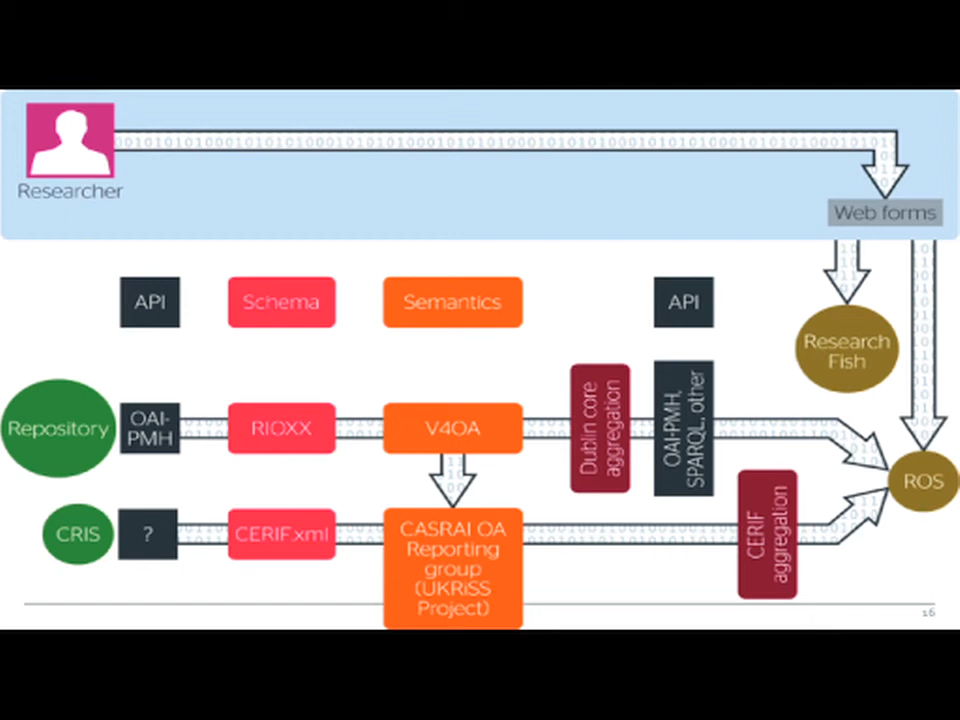 Researcher
Web forms
API
Schema
Semantics
API
Research
Fish
Repository
OAI-
PMH
RIOXX
V4OA
Dublin core
aggregation
OAI-PMH,
SPARQL, other
ROS
CRIS
?
CERIF.xml
CASRAI OA
Reporting
group
(UKRiSS
Project)
CERIF
aggregation
16